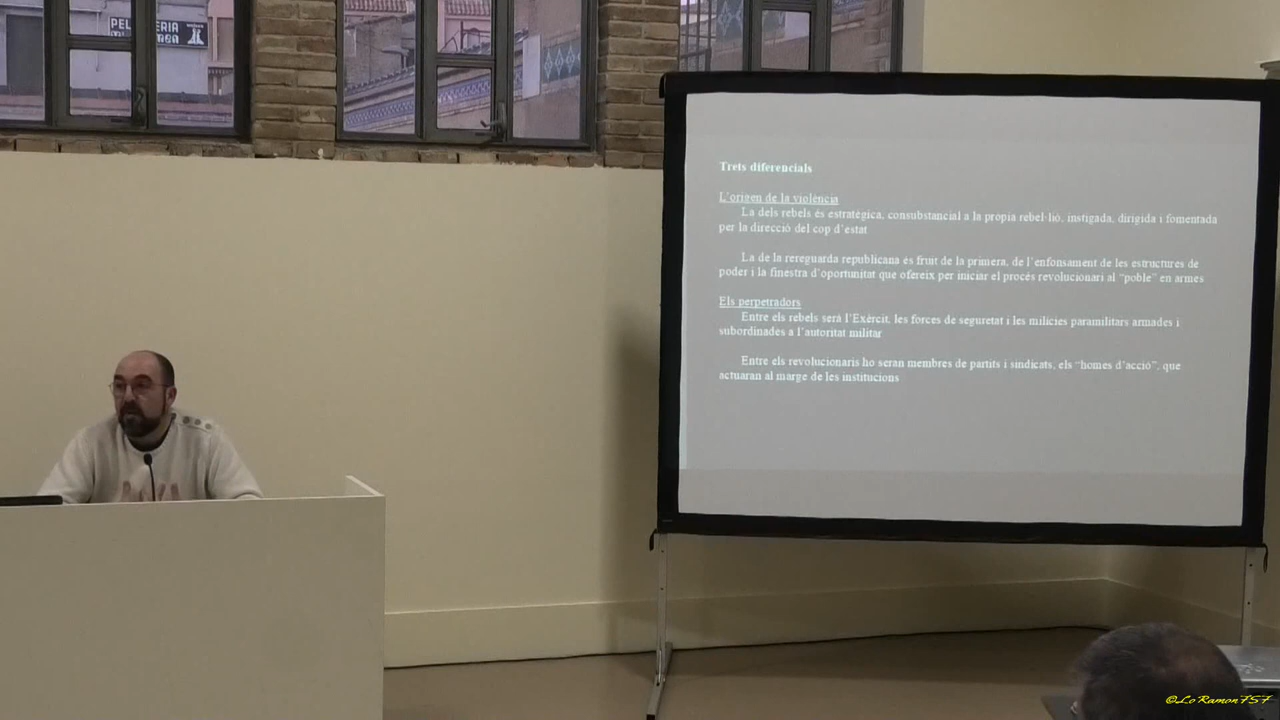 Trets diferencials
L'origen de la violència
La dels rebels és estratègica, consubstancial a la propia rebel·lió, instigada, dirigida i fomentada
per la direcció del cop d'estat
La de la rereguarda republicana és fruit de la primera, de l'enfonsament de les estructures de
poder i la finestra d'oportunitat que ofereix per iniciar el procés revolucionari al "poble" en armes
Els perpetradors
Entre els rebels serà l'Exèrcit, les forces de seguretat i les milícies paramilitars armades i
subordinades a l'autoritat militar
Entre els revolucionaris ho seran membres de partits i sindicats, els "homes d'acció", que
actuaran al marge de les institucions
©LoRamon757